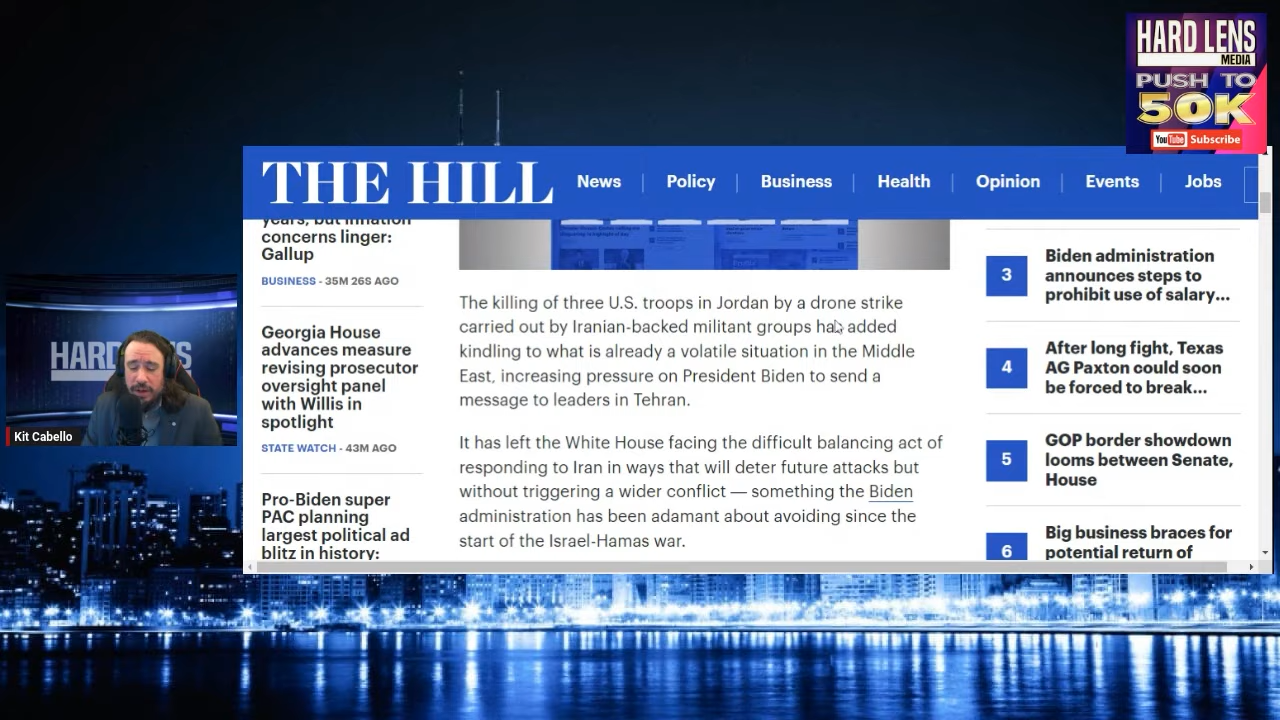 HARD LENS
MEDIA
PUSH TO
50K
YouTube Subscribe
THE HILL
News
Policy
Business
Health
Opinion
Events
Jobs
years, but inflation
concerns linger:
Gallup
BUSINESS - 35M 26S AGO
Georgia House
advances measure
revising prosecutor
oversight panel
with Willis in
spotlight
STATE WATCH - 43M AGO
Pro-Biden super
PAC planning
largest political ad
blitz in history:
The killing of three U.S. troops in Jordan by a drone strike
carried out by Iranian-backed militant groups has added
kindling to what is already a volatile situation in the Middle
East, increasing pressure on President Biden to send a
message to leaders in Tehran.
It has left the White House facing the difficult balancing act of
responding to Iran in ways that will deter future attacks but
without triggering a wider conflict — something the Biden
administration has been adamant about avoiding since the
start of the Israel-Hamas war.
3
Biden administration
announces steps to
prohibit use of salary...
4
After long fight, Texas
AG Paxton could soon
be forced to break...
5
GOP border showdown
looms between Senate,
House
6
Big business braces for
potential return of
HARD
NS
Kit Cabello